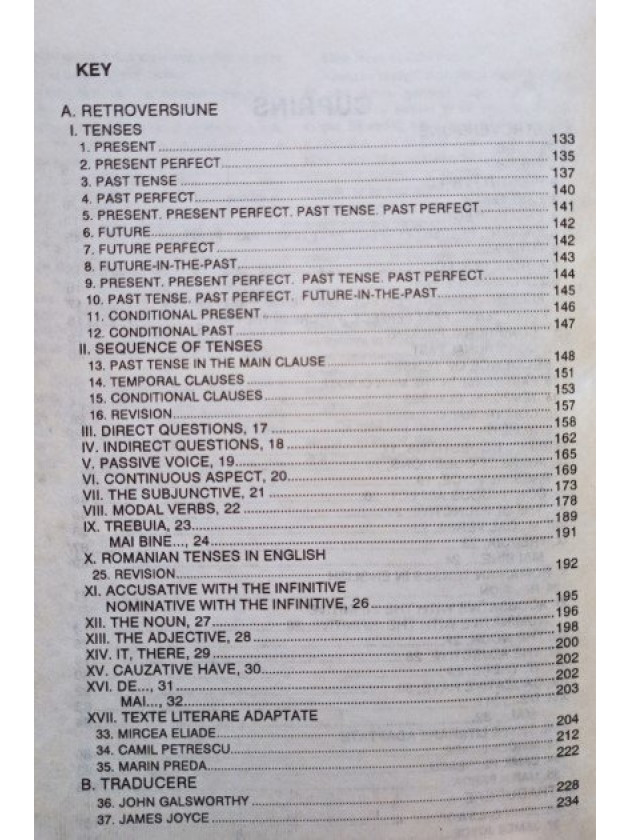 KEY
A. RETROVERSIUNE
I. TENSES
1. PRESENT 133
2. PRESENT PERFECT 135
3. PAST TENSE 137
4. PAST PERFECT 140
5. PRESENT. PRESENT PERFECT. PAST TENSE. PAST PERFECT 141
6. FUTURE 142
7. FUTURE PERFECT 142
8. FUTURE-IN-THE-PAST 143
9. PRESENT. PRESENT PERFECT. PAST TENSE. PAST PERFECT 144
10. PAST TENSE. PAST PERFECT. FUTURE-IN-THE-PAST 145
11. CONDITIONAL PRESENT 146
12. CONDITIONAL PAST 147
II. SEQUENCE OF TENSES
13. PAST TENSE IN THE MAIN CLAUSE 148
14. TEMPORAL CLAUSES 151
15. CONDITIONAL CLAUSES 153
16. REVISION 157
III. DIRECT QUESTIONS, 17 158
IV. INDIRECT QUESTIONS, 18 162
V. PASSIVE VOICE, 19 165
VI. CONTINUOUS ASPECT, 20 169
VII. THE SUBJUNCTIVE, 21 173
VIII. MODAL VERBS, 22 178
IX. TREBUIA, 23 189
MAI BINE..., 24 191
X. ROMANIAN TENSES IN ENGLISH
25. REVISION 192
XI. ACCUSATIVE WITH THE INFINITIVE
NOMINATIVE WITH THE INFINITIVE, 26 195
XII. THE NOUN, 27 196
XIII. THE ADJECTIVE, 28 198
XIV. IT, THERE, 29 200
XV. CAUZATIVE HAVE, 30 202
XVI. DE..., 31 202
MAI..., 32 203
XVII. TEXTE LITERARE ADAPTATE
33. MIRCEA ELIADE 204
34. CAMIL PETRESCU 212
35. MARIN PREDA 222
B. TRADUCERE
36. JOHN GALSWORTHY 228
37. JAMES JOYCE 234